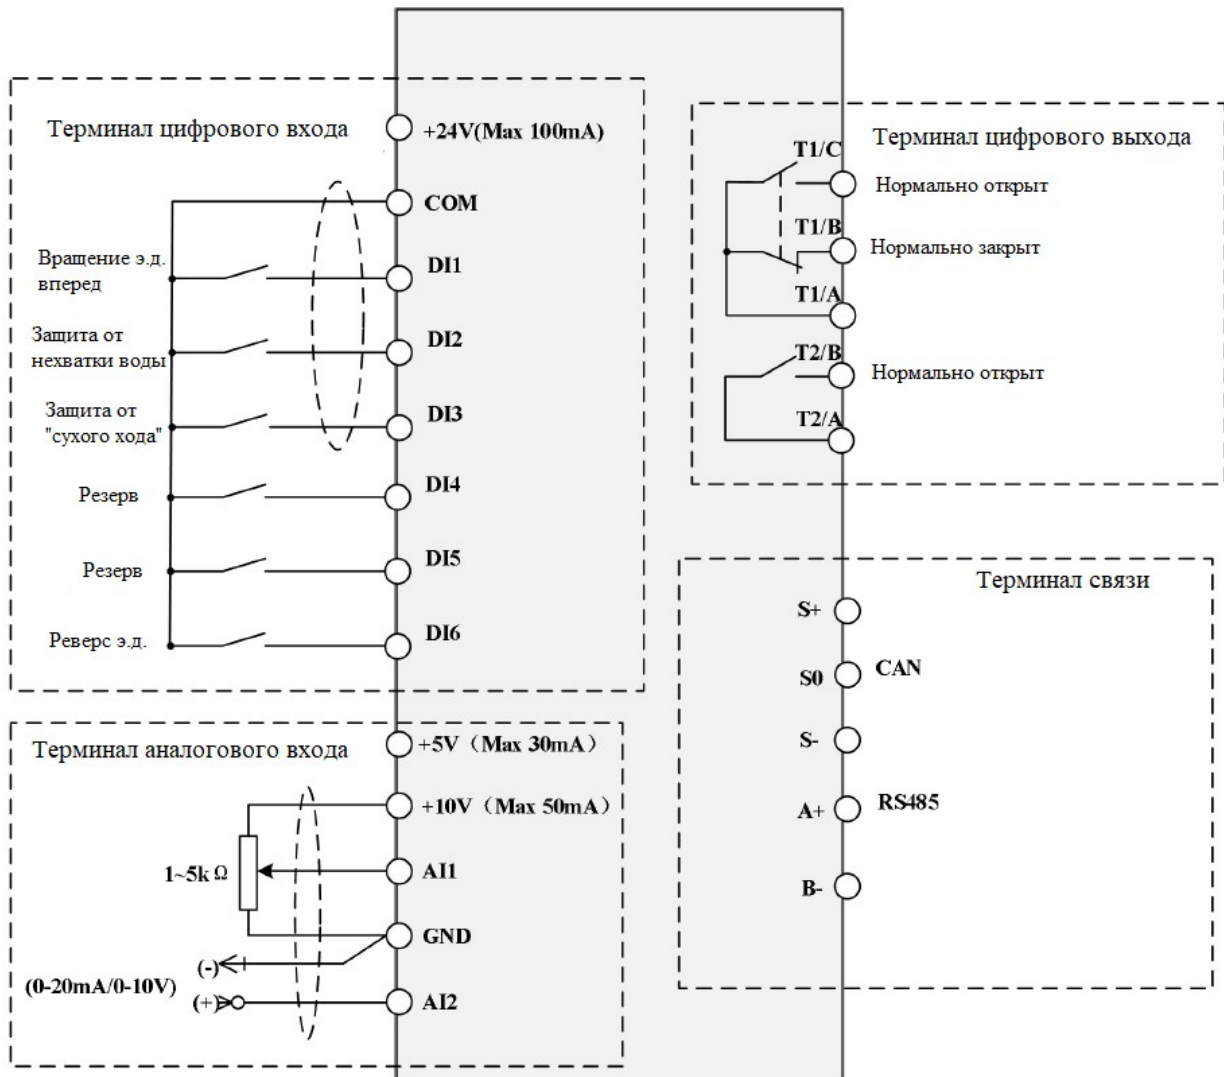 Терминал цифрового входа
+24V(Max 100mA)
COM
Вращение э.д.
вперед
DI1
Защита от
нехватки воды
DI2
Защита от
"сухого хода"
DI3
Резерв
DI4
Резерв
DI5
Реверс э.д.
DI6
Терминал аналогового входа
+5V（Max 30mA）
+10V（Max 50mA）
1~5k Ω
AI1
GND
(-)
(0-20mA/0-10V)
(+)
AI2
Терминал цифрового выхода
T1/C
Нормально открыт
T1/B
Нормально закрыт
T1/A
T2/B
Нормально открыт
T2/A
Терминал связи
S+
S0
CAN
S-
A+
RS485
B-